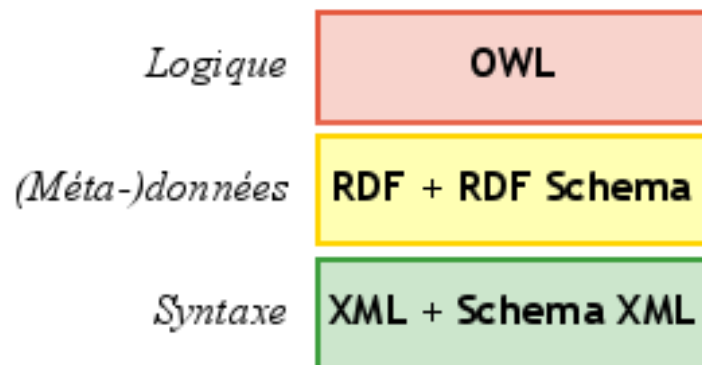 Logique OWL
(Méta-)données RDF + RDF Schema
Syntaxe XML + Schema XML